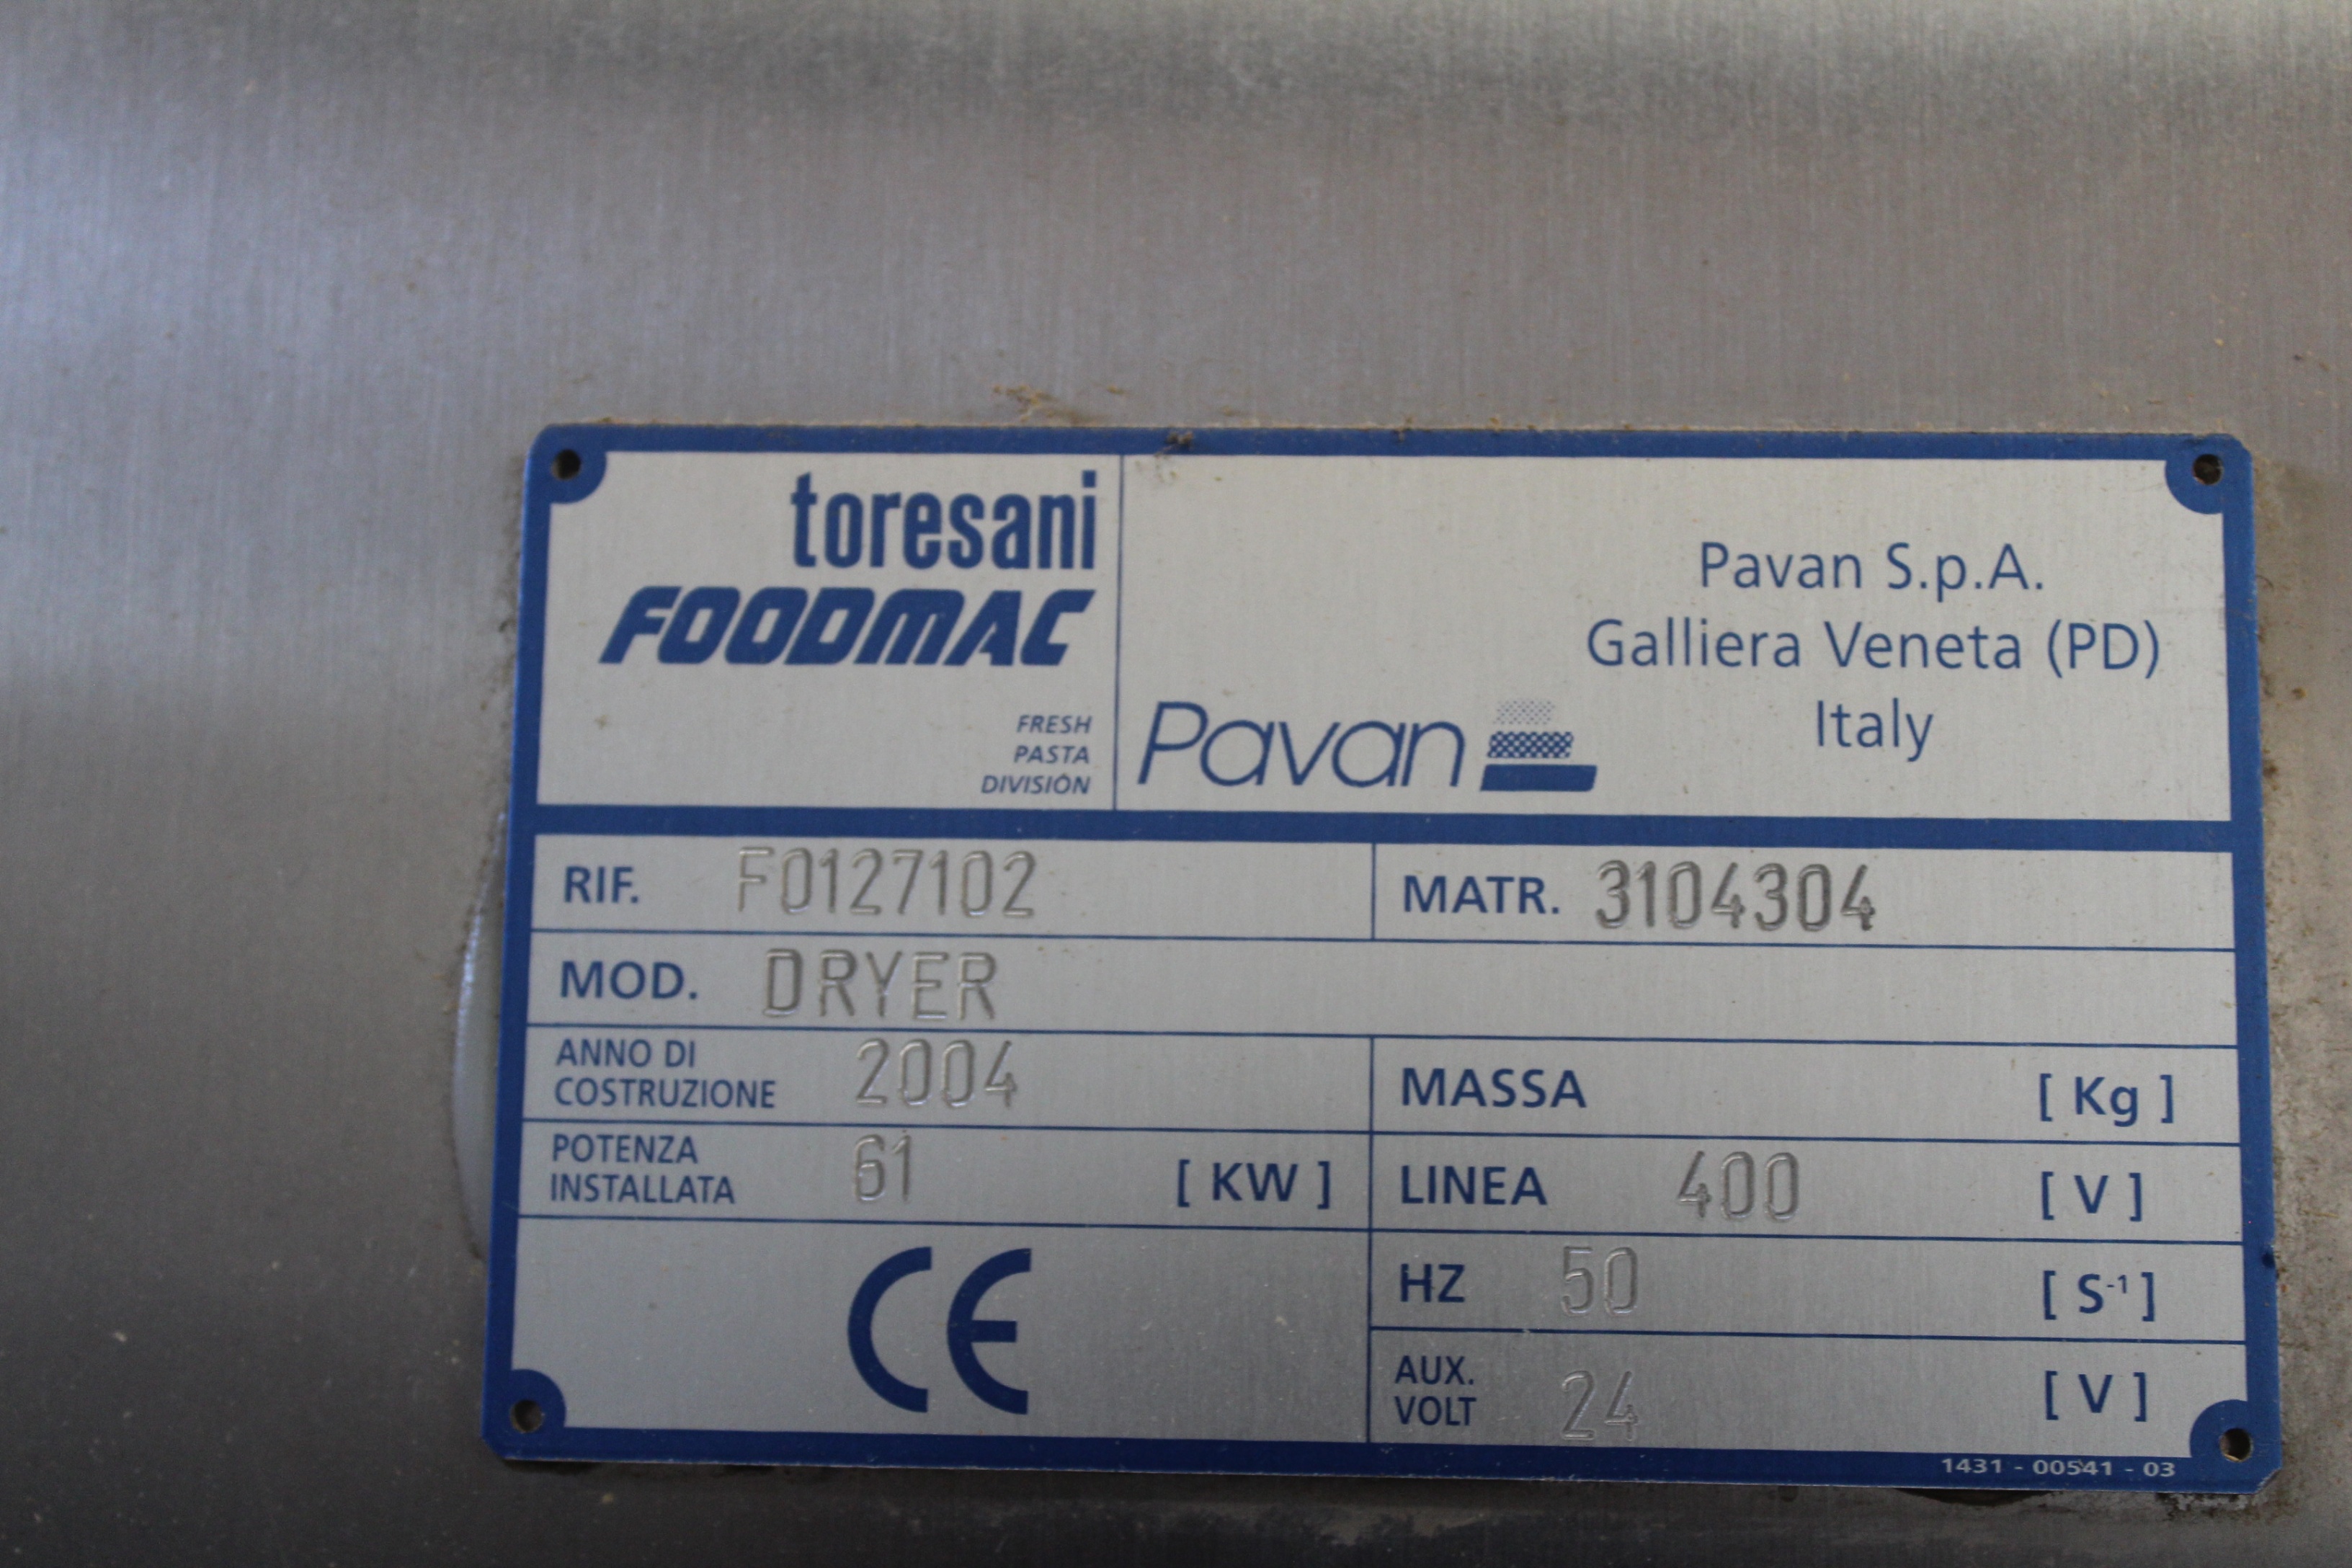 toresani
FOODMAC
FRESH
PASTA
DIVISION
Pavan
Pavan S.p.A.
Galliera Veneta (PD)
Italy
RIF. F0127102
MATR. 3104304
MOD. DRYER
ANNO DI
COSTRUZIONE 2004
MASSA [ Kg ]
POTENZA
INSTALLATA 61 [ KW ]
LINEA 400 [ V ]
CE
HZ 50 [ S-1 ]
AUX.
VOLT 24 [ V ]
1431 - 00541 - 03